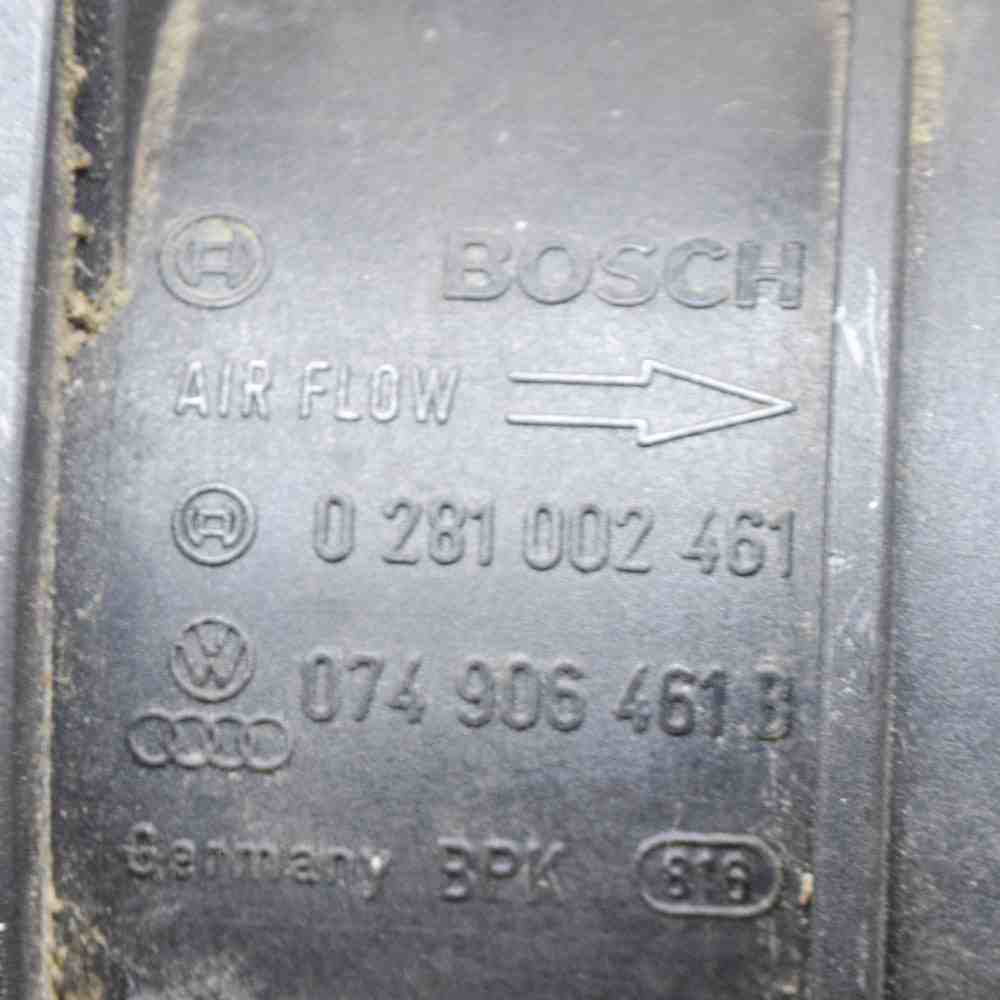 BOSCH
AIR FLOW
0 281 002 461
074 906 461 B
Germany BPK 816